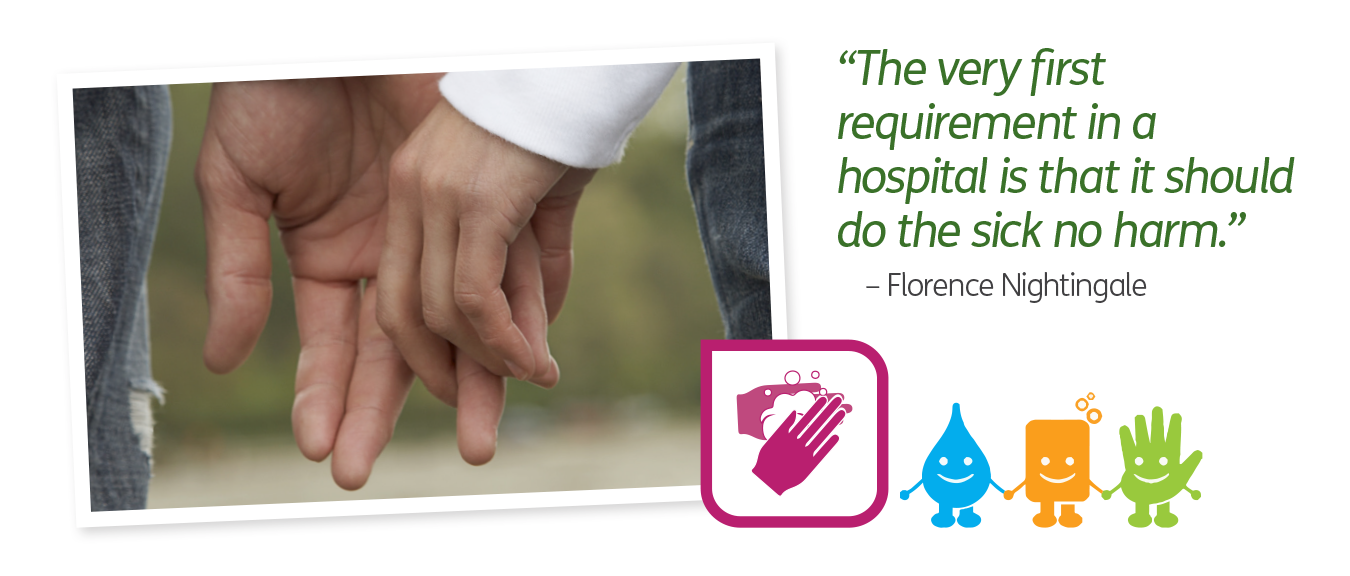 “The very first
requirement in a
hospital is that it should
do the sick no harm.”
– Florence Nightingale